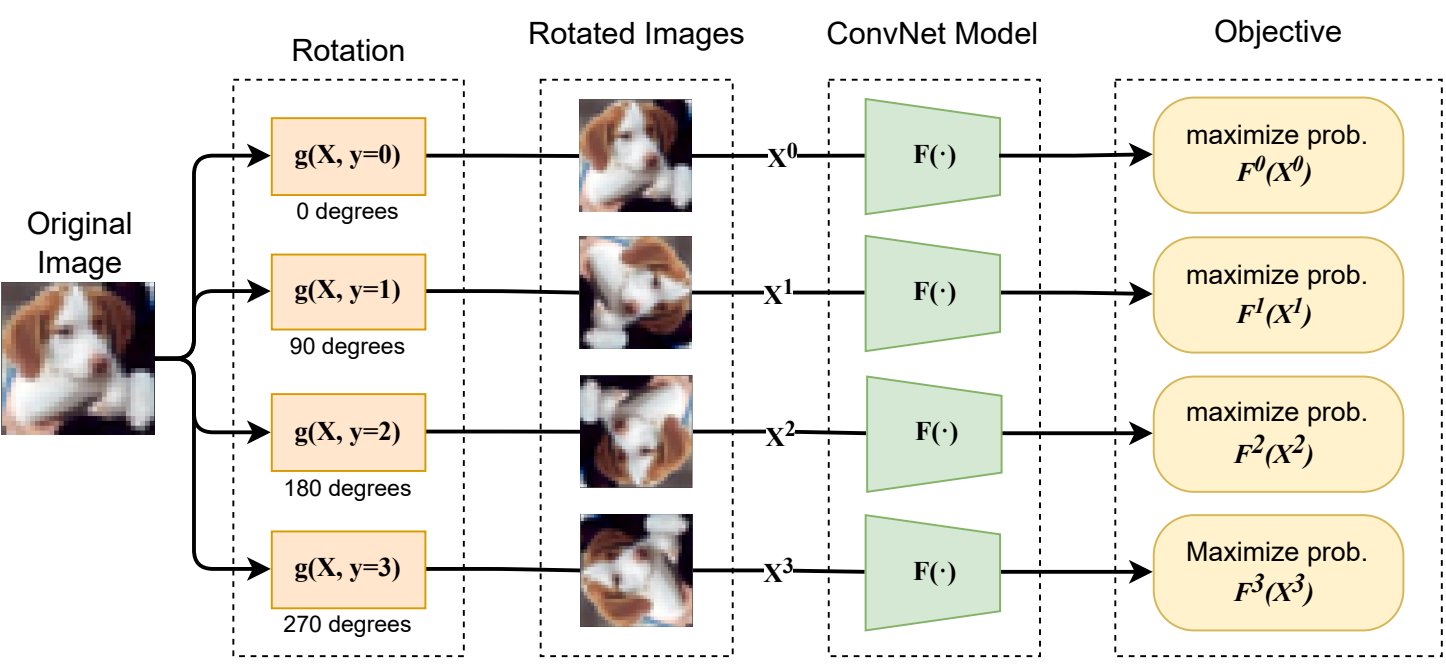 Rotation
Rotated Images
ConvNet Model
Objective
Original
Image
g(X, y=0)
0 degrees
X⁰
F(·)
maximize prob.
F⁰(X⁰)
g(X, y=1)
90 degrees
X¹
F(·)
maximize prob.
F¹(X¹)
g(X, y=2)
180 degrees
X²
F(·)
maximize prob.
F²(X²)
g(X, y=3)
270 degrees
X³
F(·)
Maximize prob.
F³(X³)